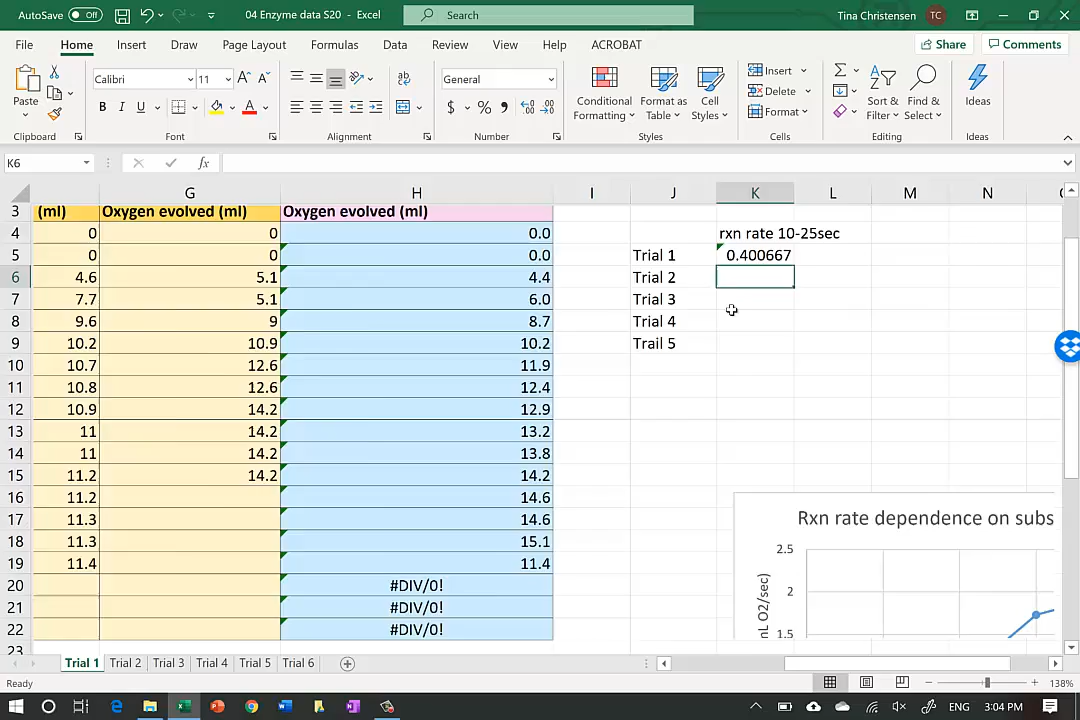 AutoSave Off 04 Enzyme data S20 - Excel Search Tina Christensen TC
File Home Insert Draw Page Layout Formulas Data Review View Help ACROBAT Share Comments
Paste Calibri 11 General Conditional Formatting Format as Table Cell Styles Insert Delete Format Sort & Filter Find & Select Ideas
Clipboard Font Alignment Number Styles Cells Editing Ideas
K6 fx
G H I J K L M N
3 (ml) Oxygen evolved (ml) Oxygen evolved (ml)
4 0 0 0.0 rxn rate 10-25sec
5 0 0 0.0 Trial 1 0.400667
6 4.6 5.1 4.4 Trial 2
7 7.7 5.1 6.0 Trial 3
8 9.6 9 8.7 Trial 4
9 10.2 10.9 10.2 Trail 5
10 10.7 12.6 11.9
11 10.8 12.6 12.4
12 10.9 14.2 12.9
13 11 14.2 13.2
14 11 14.2 13.8
15 11.2 14.2 14.2
16 11.2 14.6
17 11.3 14.6 Rxn rate dependence on subs
18 11.3 15.1 2.5
19 11.4 11.4
20 #DIV/0! 2
21 #DIV/0!
22 #DIV/0! 1.5
nL O2/sec)
23
Trial 1 Trial 2 Trial 3 Trial 4 Trial 5 Trial 6
Ready 138%
ENG 3:04 PM